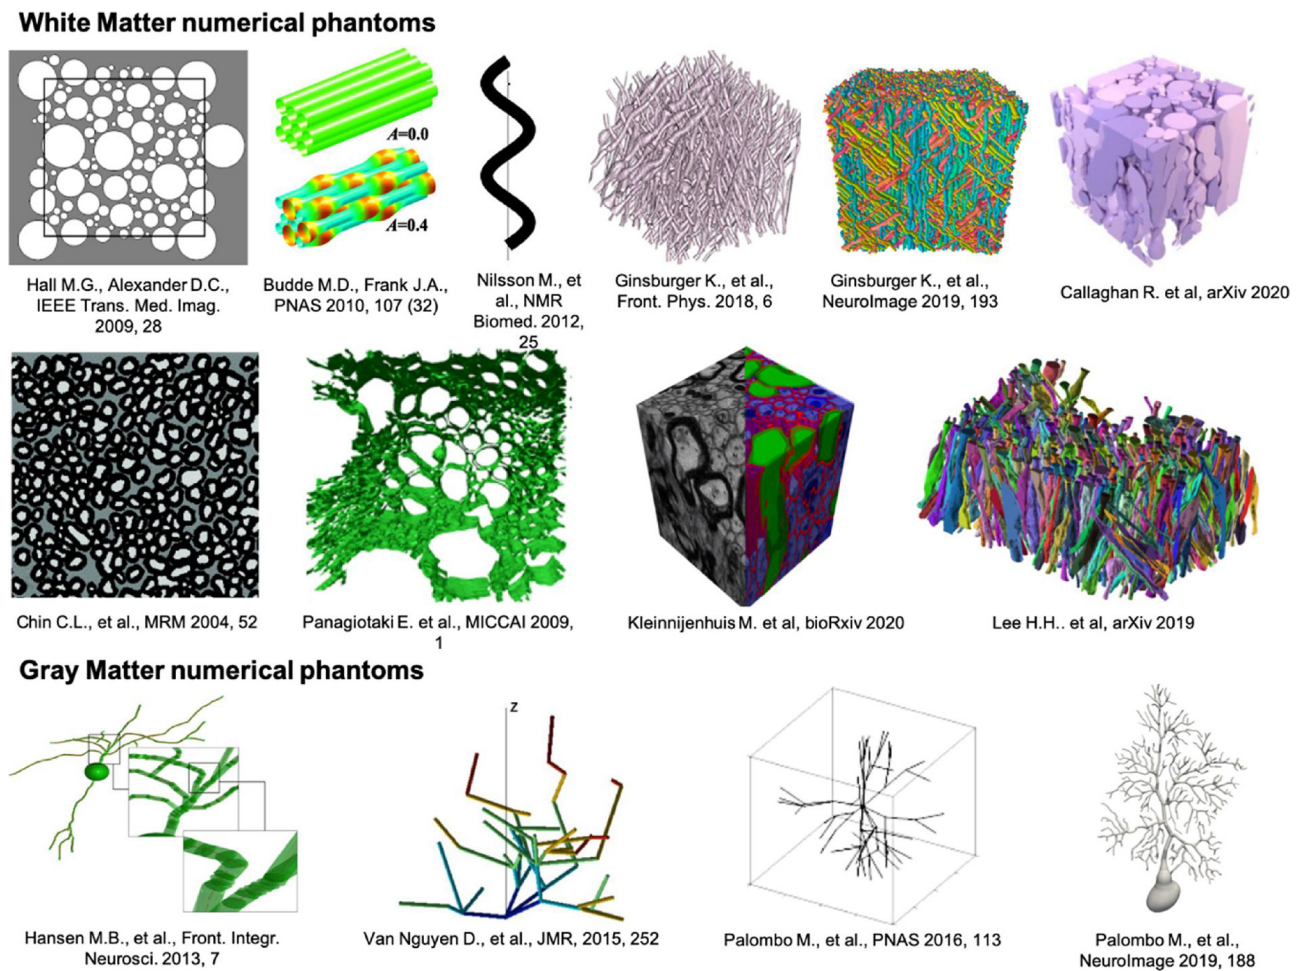 White Matter numerical phantoms
A=0.0
A=0.4
Hall M.G., Alexander D.C.,
IEEE Trans. Med. Imag.
2009, 28
Budde M.D., Frank J.A.,
PNAS 2010, 107 (32)
Nilsson M., et
al., NMR
Biomed. 2012,
25
Ginsburger K., et al.,
Front. Phys. 2018, 6
Ginsburger K., et al.,
NeuroImage 2019, 193
Callaghan R. et al, arXiv 2020
Chin C.L., et al., MRM 2004, 52
Panagiotaki E. et al., MICCAI 2009,
1
Kleinnijenhuis M. et al, bioRxiv 2020
Lee H.H.. et al, arXiv 2019
Gray Matter numerical phantoms
z
Hansen M.B., et al., Front. Integr.
Neurosci. 2013, 7
Van Nguyen D., et al., JMR, 2015, 252
Palombo M., et al., PNAS 2016, 113
Palombo M., et al.,
NeuroImage 2019, 188